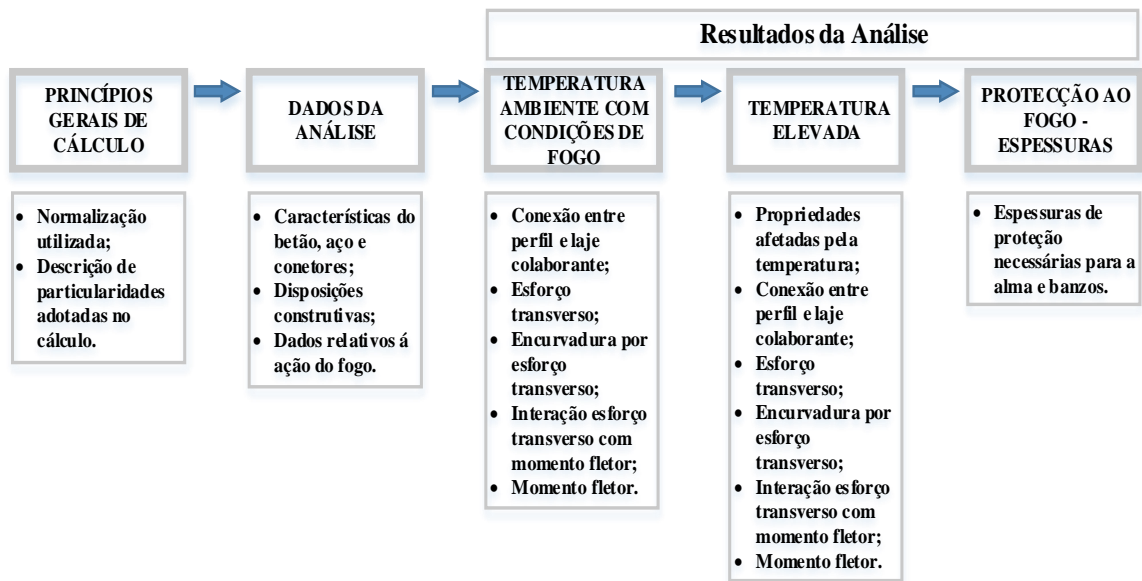 Resultados da Análise
PRINCÍPIOS
GERAIS DE
CÁLCULO
DADOS DA
ANÁLISE
TEMPERATURA
AMBIENTE COM
CONDIÇÕES DE
FOGO
TEMPERATURA
ELEVADA
PROTECÇÃO AO
FOGO -
ESPESSURAS
• Normalização
utilizada;
• Descrição de
particularidades
adotadas no
cálculo.
• Características do
betão, aço e
conetores;
• Disposições
construtivas;
• Dados relativos á
ação do fogo.
• Conexão entre
perfil e laje
colaborante;
• Esforço
transverso;
• Encurvadura por
esforço
transverso;
• Interação esforço
transverso com
momento fletor;
• Momento fletor.
• Propriedades
afetadas pela
temperatura;
• Conexão entre
perfil e laje
colaborante;
• Esforço
transverso;
• Encurvadura por
esforço
transverso;
• Interação esforço
transverso com
momento fletor;
• Momento fletor.
• Espessuras de
proteção
necessárias para a
alma e banzos.